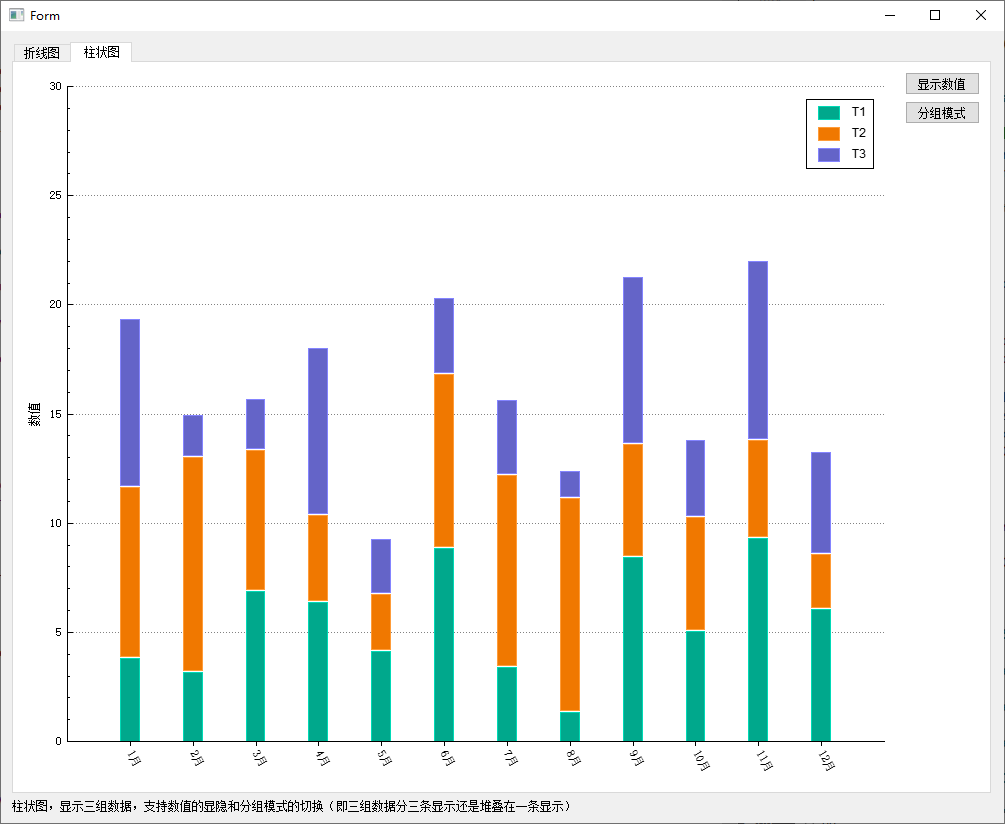 Form
折线图 柱状图
显示数值
分组模式
T1
T2
T3
30
25
20
15
10
5
0
数值
1月 2月 3月 4月 5月 6月 7月 8月 9月 10月 11月 12月
柱状图，显示三组数据，支持数值的显隐和分组模式的切换（即三组数据分三条显示还是堆叠在一条显示）